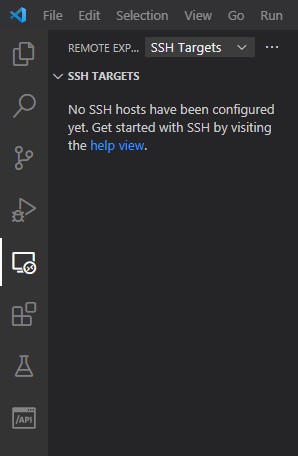 File Edit Selection View Go Run
REMOTE EXP... SSH Targets ...
SSH TARGETS
No SSH hosts have been configured
yet. Get started with SSH by visiting
the help view.
/API